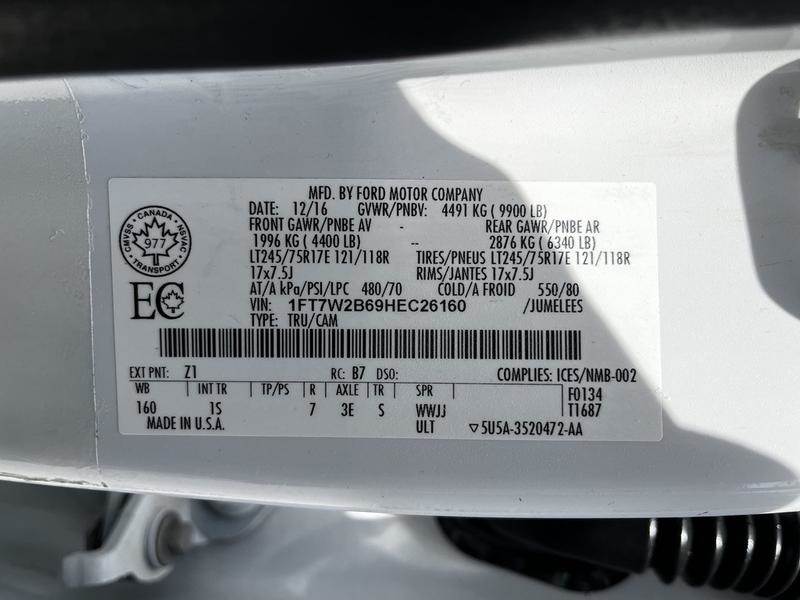 MFD. BY FORD MOTOR COMPANY
DATE: 12/16 GVWR/PNBV: 4491 KG ( 9900 LB)
FRONT GAWR/PNBE AV - REAR GAWR/PNBE AR
1996 KG ( 4400 LB) -- 2876 KG ( 6340 LB)
LT245/75R17E 121/118R TIRES/PNEUS LT245/75R17E 121/118R
17x7.5J RIMS/JANTES 17x7.5J
AT/A kPa/PSI/LPC 480/70 COLD/A FROID 550/80
VIN: 1FT7W2B69HEC26160 /JUMELEES
TYPE: TRU/CAM
CANADA
CMVSS 977 NSVAC
TRANSPORT
EC
EXT PNT: Z1 RC: B7 DSO: COMPLIES: ICES/NMB-002
WB INT TR TP/PS R AXLE TR SPR F0134
160 1S 7 3E S WWJJ T1687
MADE IN U.S.A. ULT ▽5U5A-3520472-AA